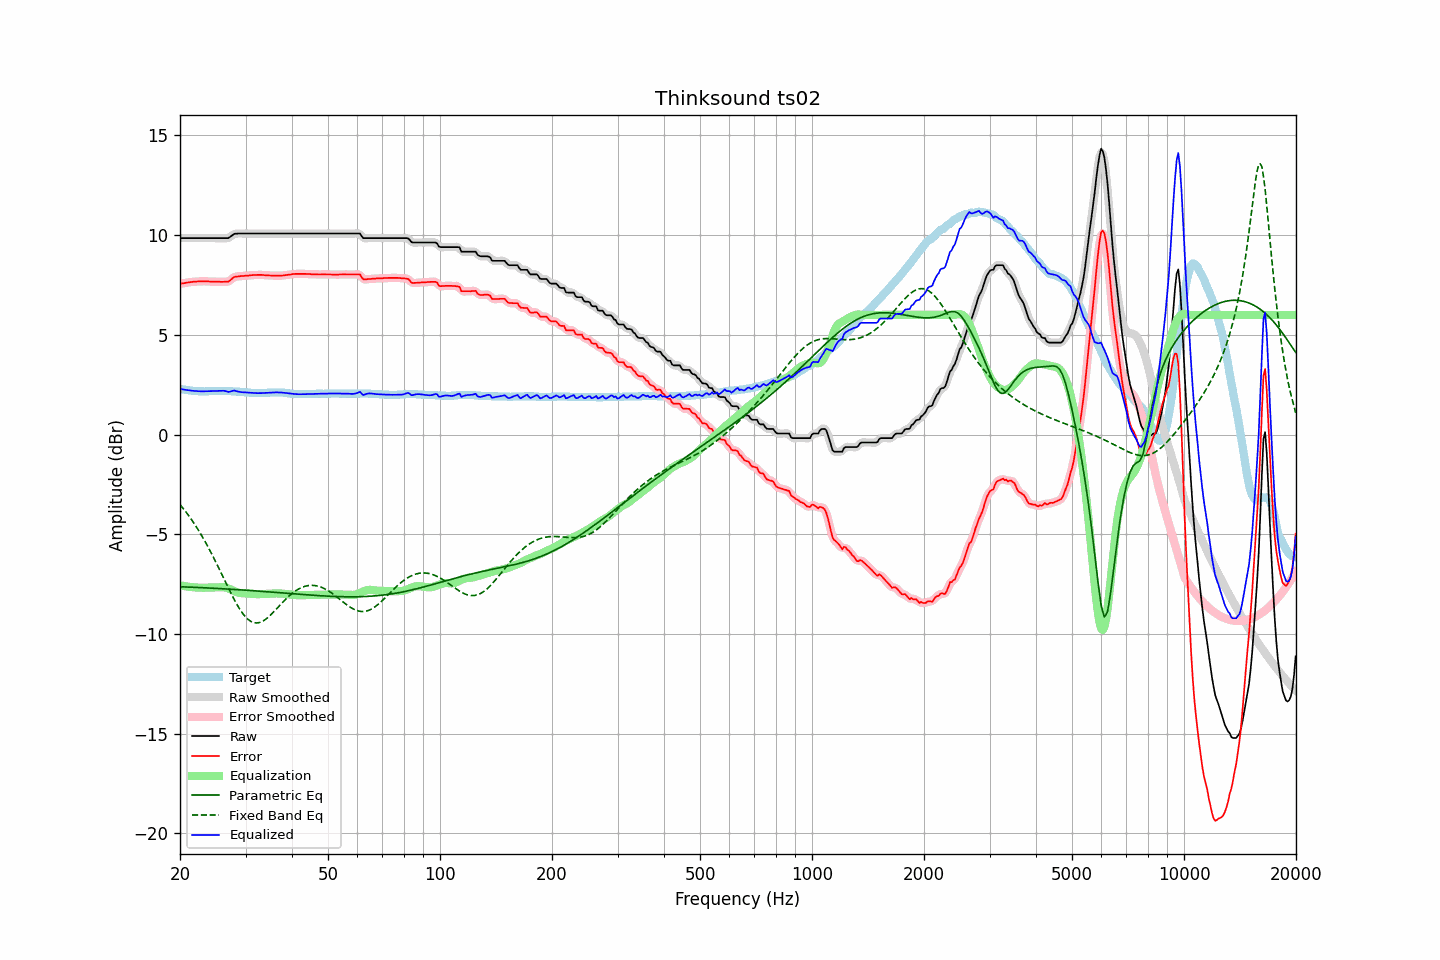 Thinksound ts02
Amplitude (dBr)
15
10
5
0
−5
−10
−15
−20
Target
Raw Smoothed
Error Smoothed
Raw
Error
Equalization
Parametric Eq
Fixed Band Eq
Equalized
20 50 100 200 500 1000 2000 5000 10000 20000
Frequency (Hz)